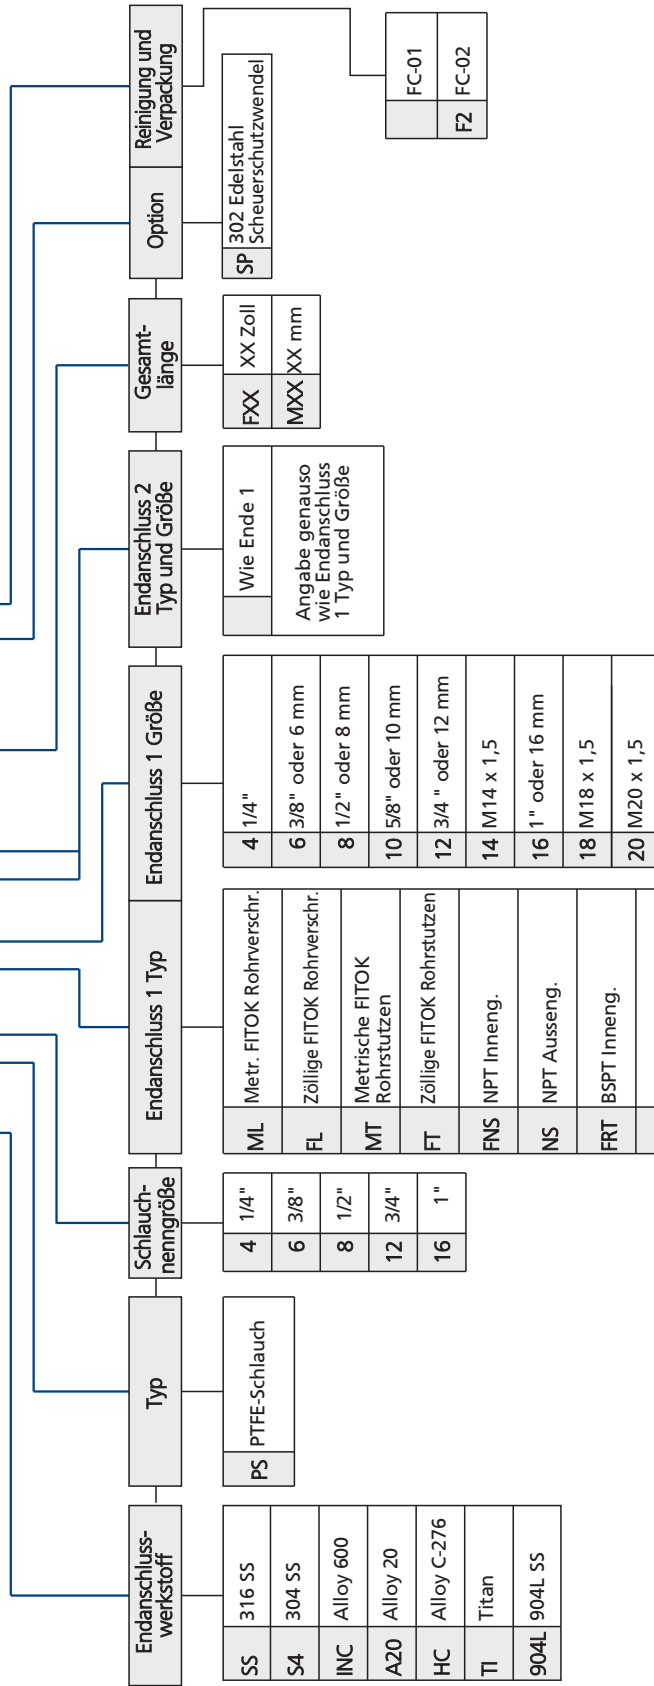 Endanschluss-
werkstoff
SS 316 SS
S4 304 SS
INC Alloy 600
A20 Alloy 20
HC Alloy C-276
TI Titan
904L 904L SS
Typ
PS PTFE-Schlauch
Schlauch-
nenngröße
4 1/4"
6 3/8"
8 1/2"
12 3/4"
16 1"
Endanschluss 1 Typ
ML Metr. FITOK Rohrverschr.
FL Zöllige FITOK Rohrverschr.
MT Metrische FITOK
Rohrstutzen
FT Zöllige FITOK Rohrstutzen
FNS NPT Inneng.
NS NPT Ausseng.
FRT BSPT Inneng.
Endanschluss 1 Größe
4 1/4"
6 3/8" oder 6 mm
8 1/2" oder 8 mm
10 5/8" oder 10 mm
12 3/4 " oder 12 mm
14 M14 x 1,5
16 1" oder 16 mm
18 M18 x 1,5
20 M20 x 1,5
Endanschluss 2
Typ und Größe
Wie Ende 1
Angabe genauso
wie Endanschluss
1 Typ und Größe
Gesamt-
länge
FXX XX Zoll
MXX XX mm
Option
SP 302 Edelstahl
Scheuerschutzwendel
Reinigung und
Verpackung
FC-01
F2 FC-02